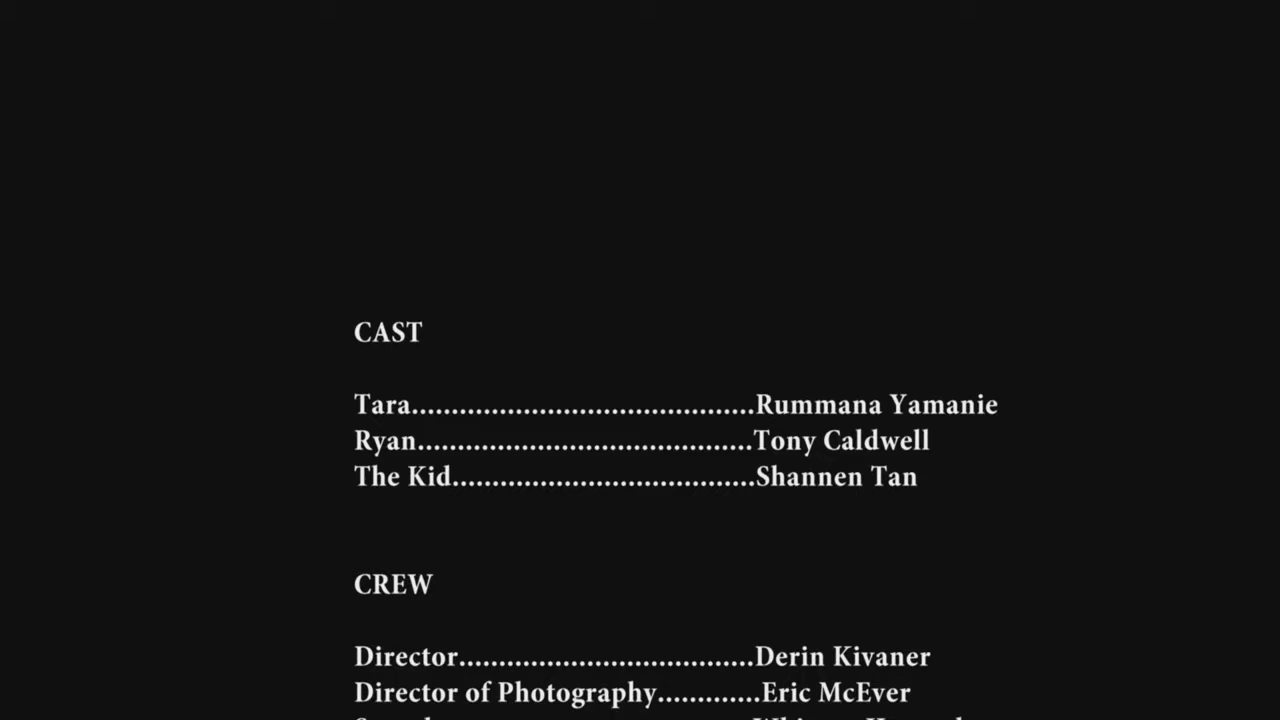 CAST
Tara...........................................Rummana Yamanie
Ryan..........................................Tony Caldwell
The Kid......................................Shannen Tan
CREW
Director.....................................Derin Kivaner
Director of Photography.............Eric McEver